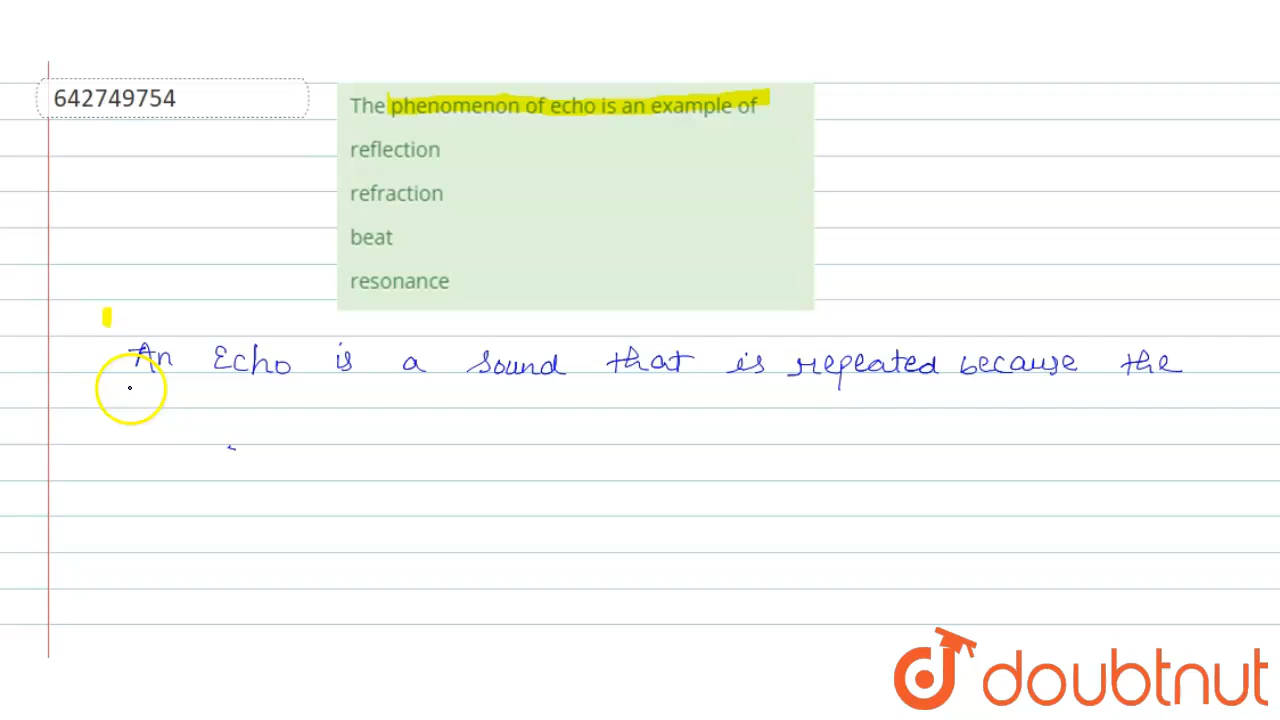 642749754
The phenomenon of echo is an example of
reflection
refraction
beat
resonance
An Echo is a sound that is repeated because the
doubtnut